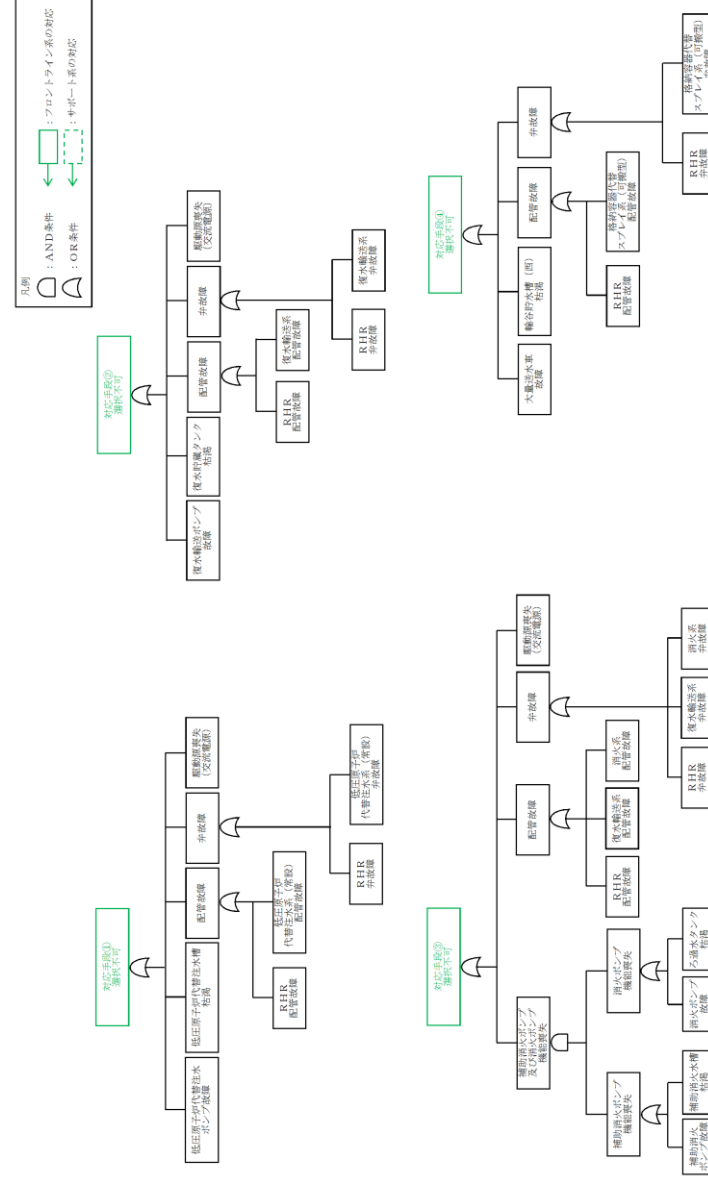 凡例
：AND条件
：OR条件
：フロントライン系の対応
：サポート系の対応
対応手段①
選択不可
低圧原子炉代替注水
ポンプ故障
低圧原子炉代替注水槽
枯渇
配管故障
弁故障
駆動源喪失
（交流電源）
RHR
配管故障
低圧原子炉
代替注水系（常設）
配管故障
RHR
弁故障
低圧原子炉
代替注水系（常設）
弁故障
対応手段②
選択不可
復水輸送ポンプ
故障
復水貯蔵タンク
枯渇
配管故障
弁故障
駆動源喪失
（交流電源）
RHR
配管故障
復水輸送系
配管故障
RHR
弁故障
復水輸送系
弁故障
対応手段③
選択不可
補助消火ポンプ
及び消火ポンプ
機能喪失
配管故障
弁故障
駆動源喪失
（交流電源）
補助消火ポンプ
機能喪失
消火ポンプ
機能喪失
RHR
配管故障
復水輸送系
配管故障
消火系
配管故障
補助消火
ポンプ故障
補助消火水槽
枯渇
消火ポンプ
故障
ろ過水タンク
枯渇
RHR
弁故障
復水輸送系
弁故障
消火系
弁故障
対応手段④
選択不可
大量送水車
故障
輪谷貯水槽（西）
枯渇
配管故障
弁故障
RHR
配管故障
格納容器代替
スプレイ系（可搬型）
配管故障
RHR
弁故障
格納容器代替
スプレイ系（可搬型）
弁故障